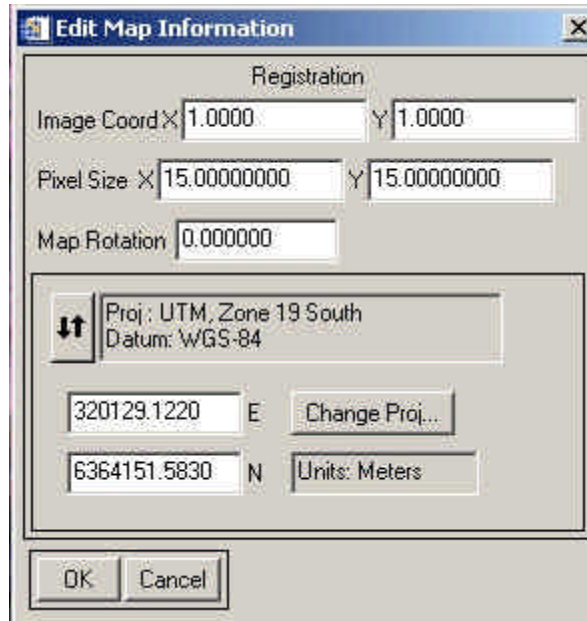 Edit Map Information
Registration
Image Coord X 1.0000 Y 1.0000
Pixel Size X 15.00000000 Y 15.00000000
Map Rotation 0.000000
Proj : UTM, Zone 19 South
Datum: WGS-84
320129.1220 E Change Proj...
6364151.5830 N Units: Meters
OK Cancel